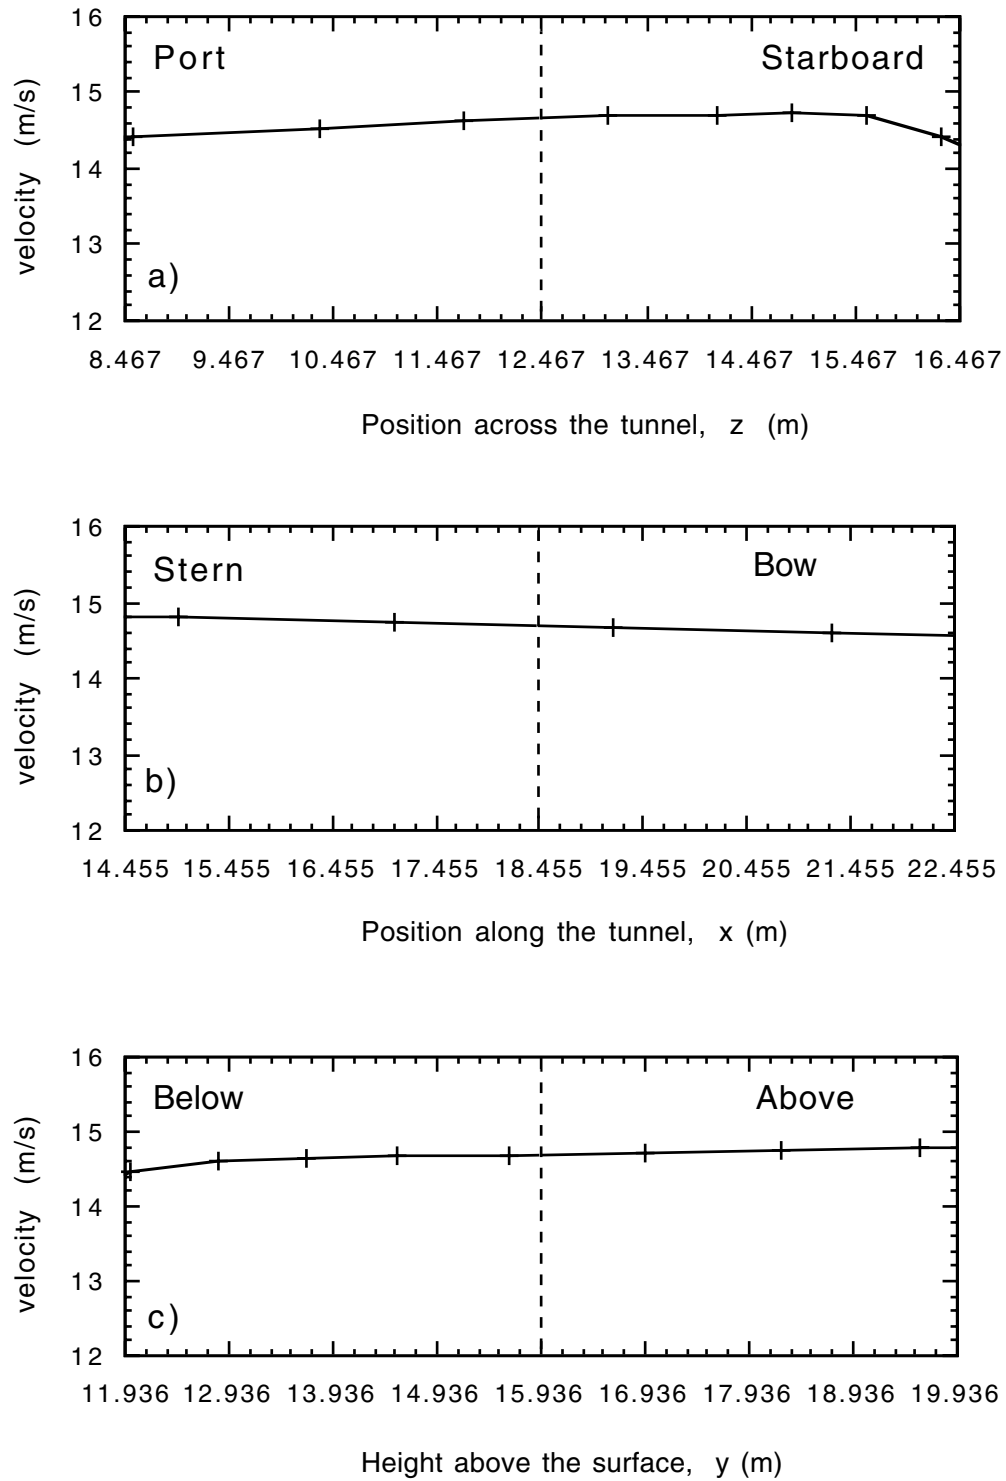 16
Port Starboard
15
14
13
a)
12
velocity (m/s)
8.467 9.467 10.467 11.467 12.467 13.467 14.467 15.467 16.467
Position across the tunnel, z (m)
16
Stern Bow
15
14
13
b)
12
velocity (m/s)
14.455 15.455 16.455 17.455 18.455 19.455 20.455 21.455 22.455
Position along the tunnel, x (m)
16
Below Above
15
14
13
c)
12
velocity (m/s)
11.936 12.936 13.936 14.936 15.936 16.936 17.936 18.936 19.936
Height above the surface, y (m)